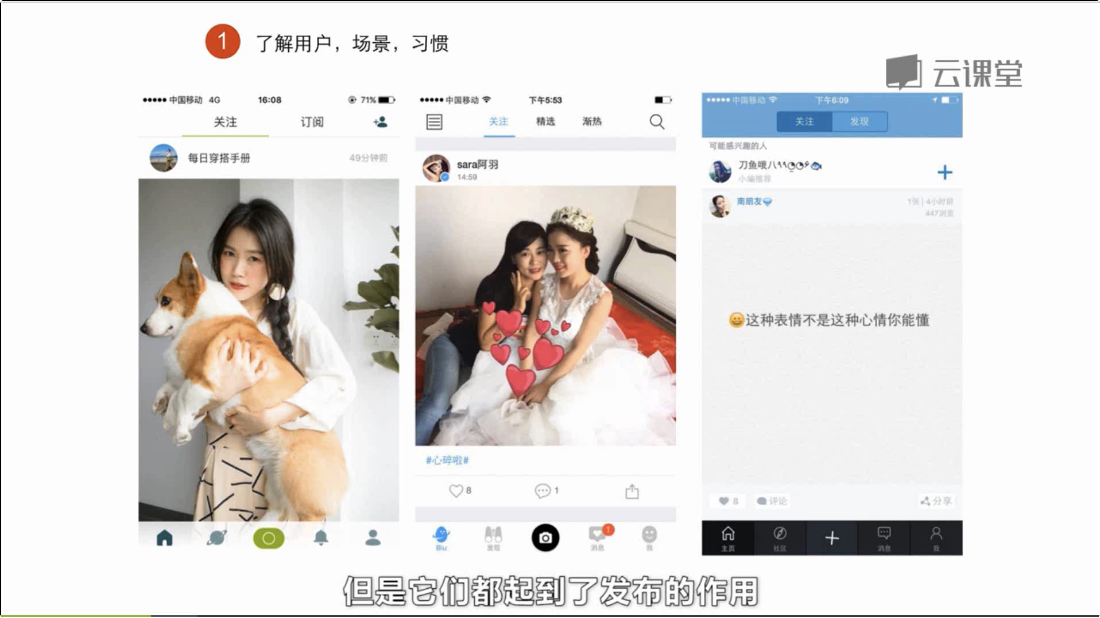 1 了解用户，场景，习惯
云课堂
中国移动 4G 16:08 71%
关注 订阅
每日穿搭手册 49分钟前
中国移动 下午5:53
关注 精选 渐热
sara阿羽
14:59
#心碎啦#
8 1
Blu 发现 消息 1 我
中国移动 下午6:09
关注 发现
可能感兴趣的人
小编推荐
南朋友 1张 | 4小时前
447浏览
😄这种表情不是这种心情你能懂
8 评论 分享
主页 社区 消息 我
但是它们都起到了发布的作用